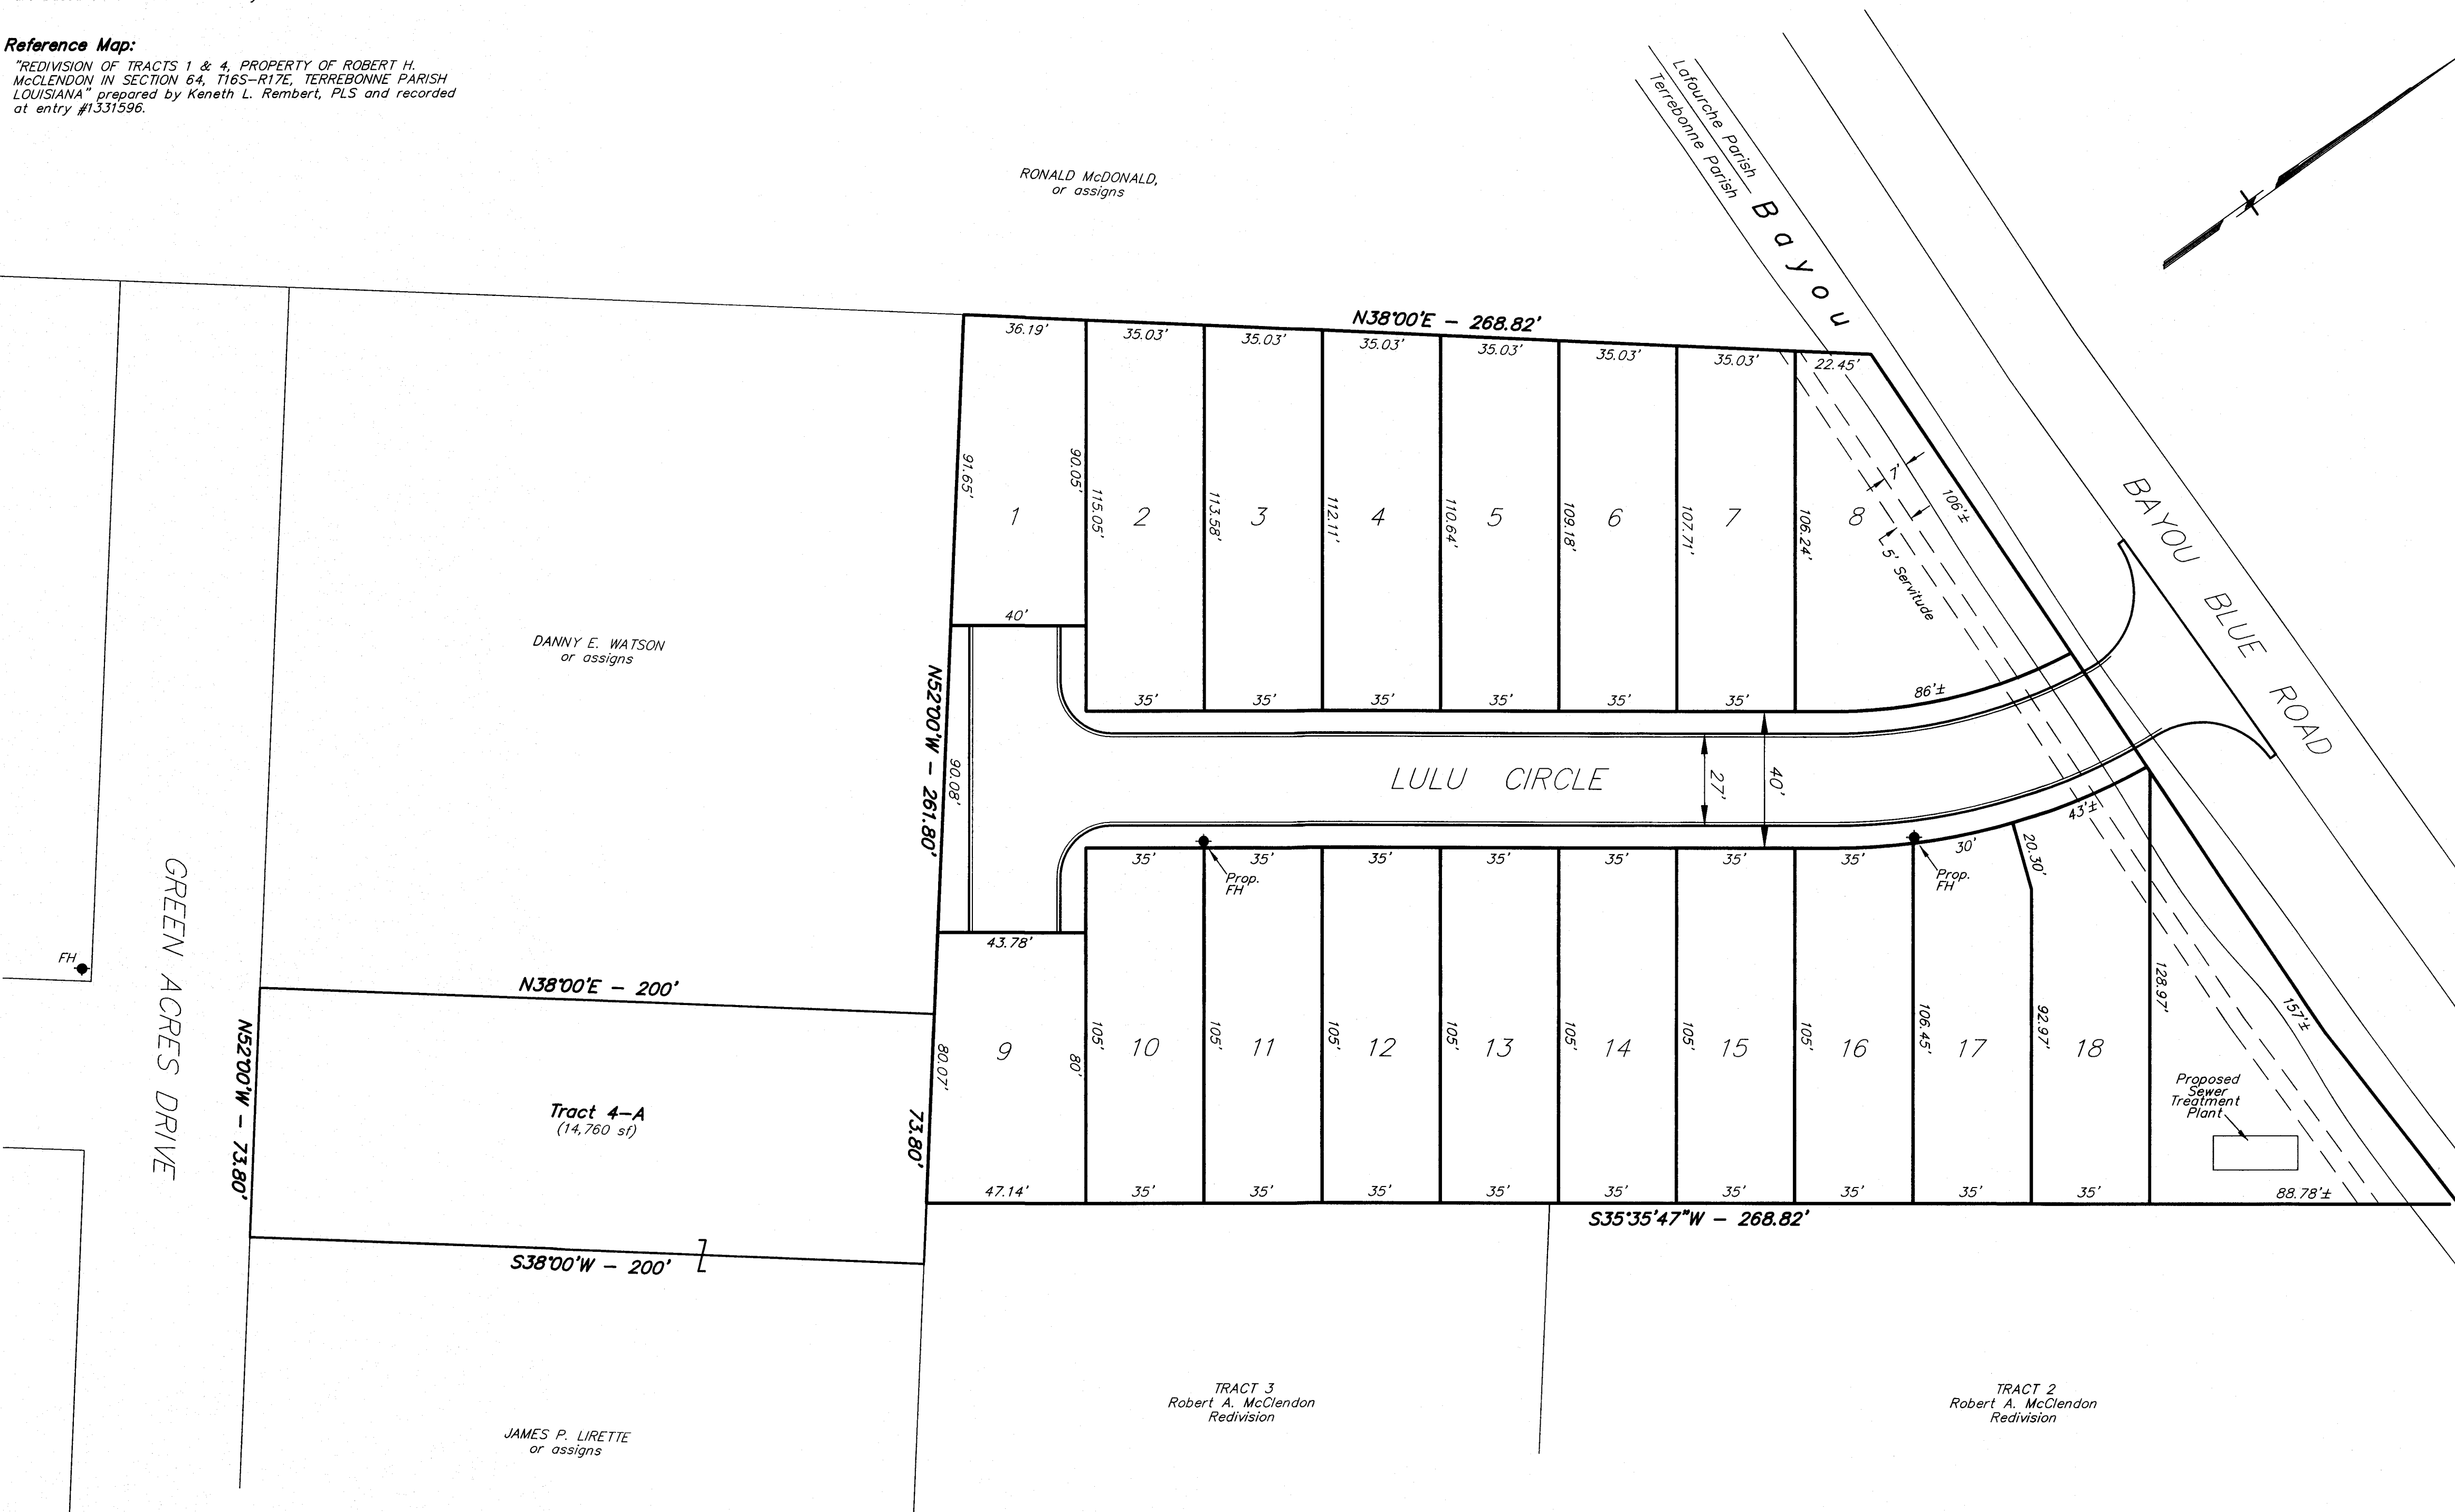 Reference Map:
"REDIVISION OF TRACTS 1 & 4, PROPERTY OF ROBERT H.
McCLENDON IN SECTION 64, T16S-R17E, TERREBONNE PARISH
LOUISIANA" prepared by Keneth L. Rembert, PLS and recorded
at entry #1331596.
RONALD McDONALD,
or assigns
Lafourche Parish
Terrebonne Parish
Bayou
N38°00'E - 268.82'
36.19'
35.03'
35.03'
35.03'
35.03'
35.03'
35.03'
22.45'
91.65'
90.05'
115.05'
113.58'
112.11'
110.64'
109.18'
107.71'
106.24'
7'
106'±
5' Servitude
1
2
3
4
5
6
7
8
BAYOU BLUE ROAD
DANNY E. WATSON
or assigns
40'
N52°00'W - 261.80'
90.08'
35'
35'
35'
35'
35'
35'
86'±
LULU CIRCLE
27'
40'
43'±
35'
35'
35'
35'
35'
35'
35'
30'
20.30'
Prop.
FH
Prop.
FH
GREEN ACRES DRIVE
FH
43.78'
N38°00'E - 200'
N52°00'W - 73.80'
Tract 4-A
(14,760 sf)
73.80'
80.07'
80'
105'
105'
105'
105'
105'
105'
105'
106.45'
92.97'
128.97'
157'±
9
10
11
12
13
14
15
16
17
18
Proposed
Sewer
Treatment
Plant
47.14'
35'
35'
35'
35'
35'
35'
35'
35'
35'
88.78'±
S35°35'47"W - 268.82'
S38°00'W - 200'
TRACT 3
Robert A. McClendon
Redivision
TRACT 2
Robert A. McClendon
Redivision
JAMES P. LIRETTE
or assigns